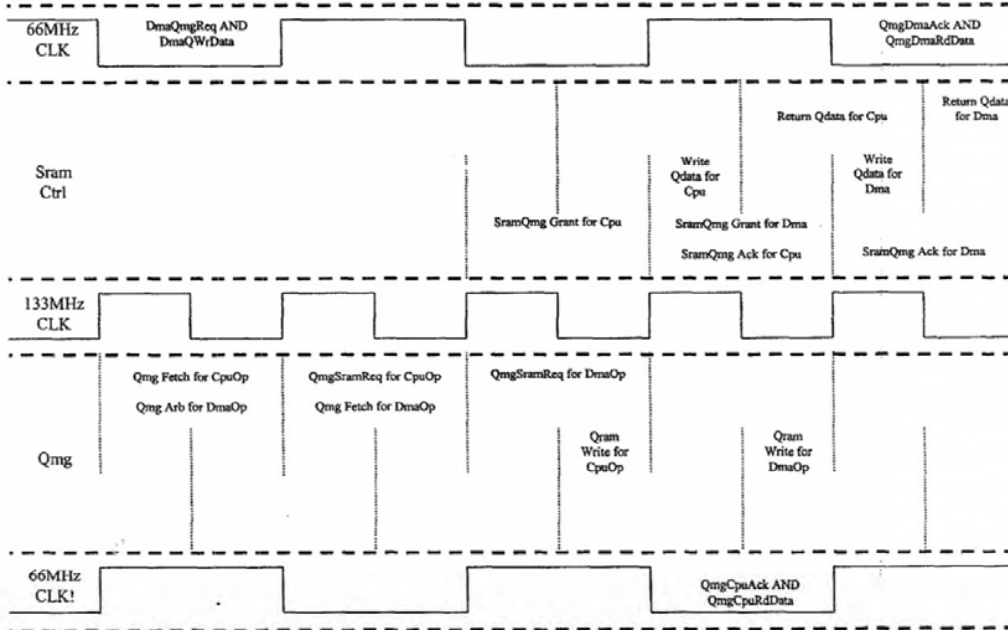 66MHz
CLK
DmaQmgReq AND
DmaQWrData
QmgDmaAck AND
QmgDmaRdData
Sram
Ctrl
Return Qdata for Cpu
Return Qdata
for Dma
Write
Qdata for
Cpu
Write
Qdata for
Dma
SramQmg Grant for Cpu
SramQmg Grant for Dma
SramQmg Ack for Cpu
SramQmg Ack for Dma
133MHz
CLK
Qmg
Qmg Fetch for CpuOp
QmgSramReq for CpuOp
QmgSramReq for DmaOp
Qmg Arb for DmaOp
Qmg Fetch for DmaOp
Qram
Write for
CpuOp
Qram
Write for
DmaOp
66MHz
CLK!
QmgCpuAck AND
QmgCpuRdData